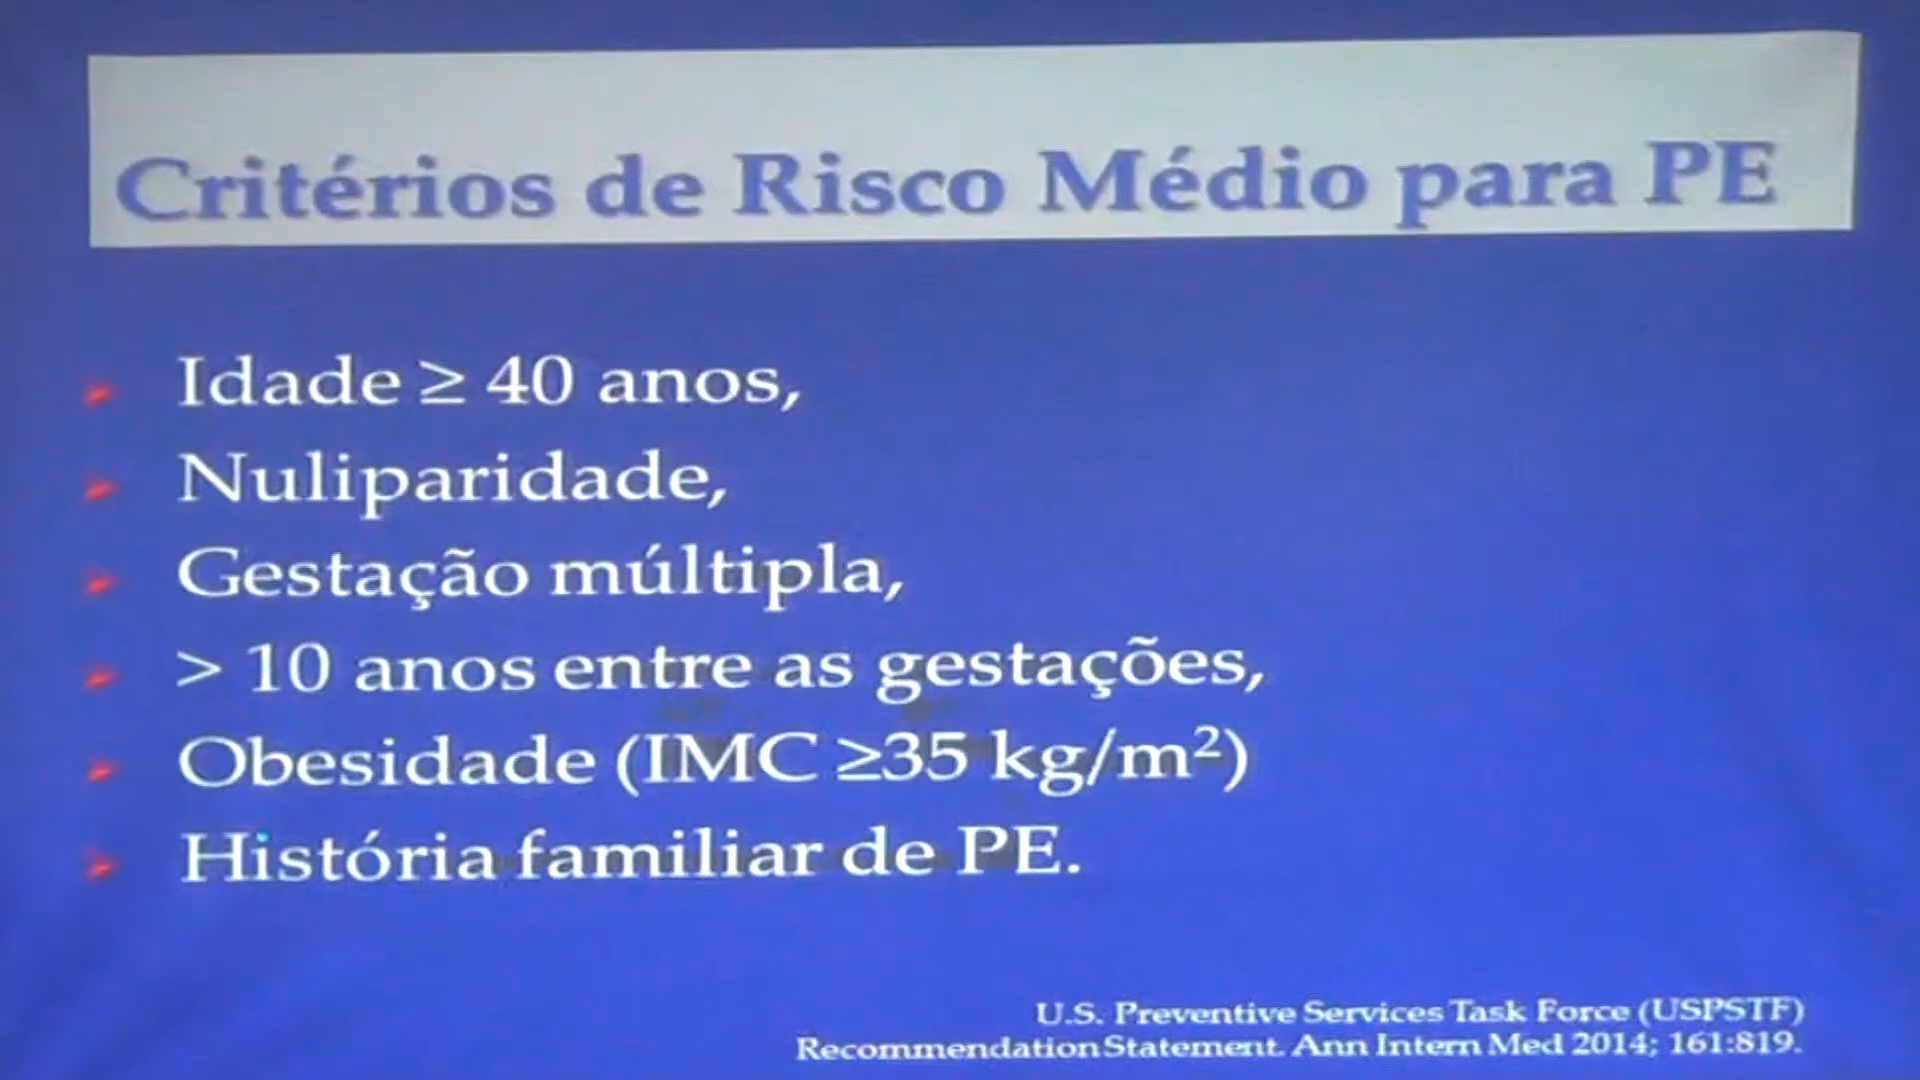 Critérios de Risco Médio para PE
Idade ≥ 40 anos,
Nuliparidade,
Gestação múltipla,
> 10 anos entre as gestações,
Obesidade (IMC ≥35 kg/m²)
História familiar de PE.
U.S. Preventive Services Task Force (USPSTF)
Recommendation Statement. Ann Intern Med 2014; 161:819.